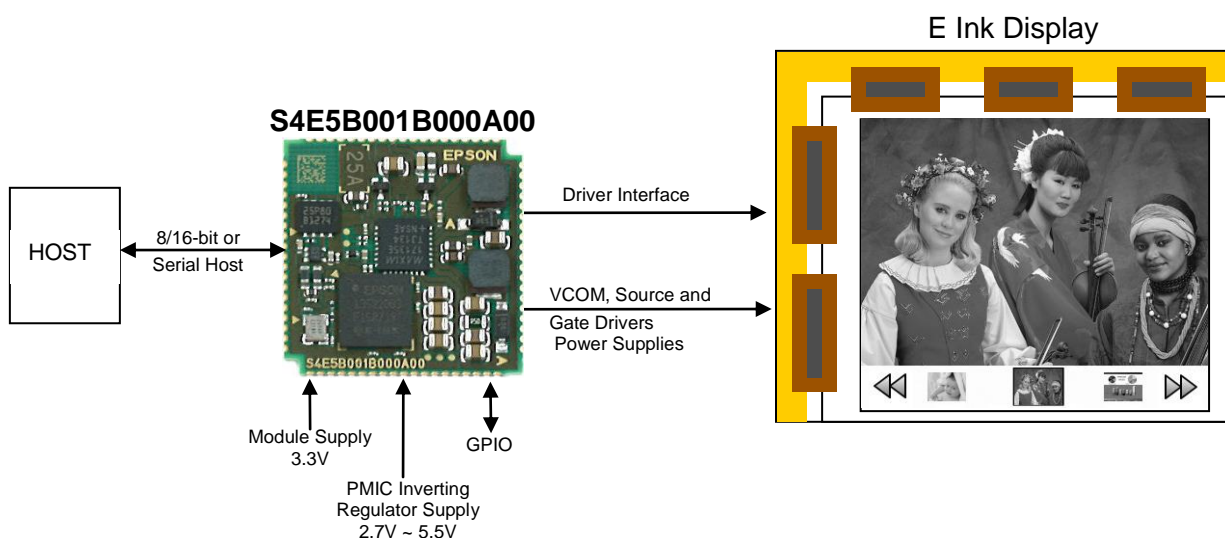 E Ink Display
S4E5B001B000A00
EPSON
25A
25P80
HOST
8/16-bit or
Serial Host
Driver Interface
VCOM, Source and
Gate Drivers
Power Supplies
S4E5B001B000A00
Module Supply
3.3V
GPIO
PMIC Inverting
Regulator Supply
2.7V ~ 5.5V